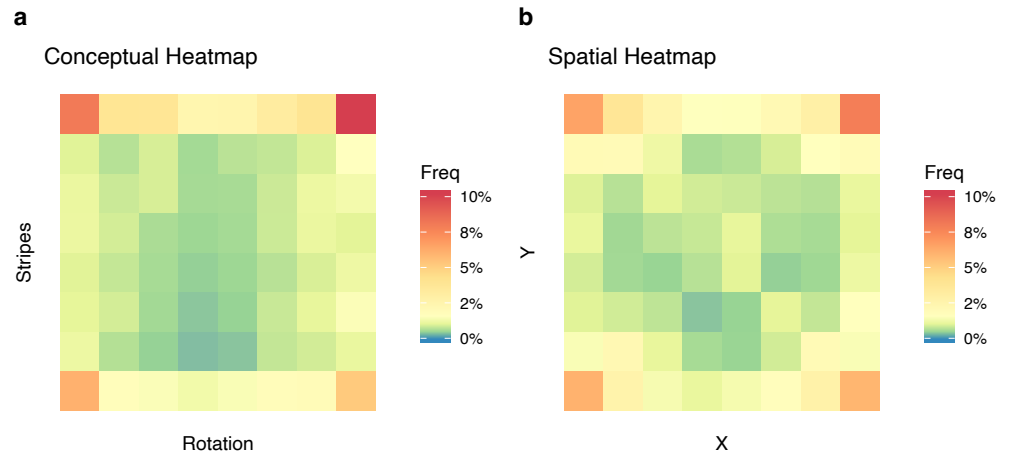 a
Conceptual Heatmap
Stripes
Rotation
Freq
10%
8%
5%
2%
0%
b
Spatial Heatmap
Y
X
Freq
10%
8%
5%
2%
0%